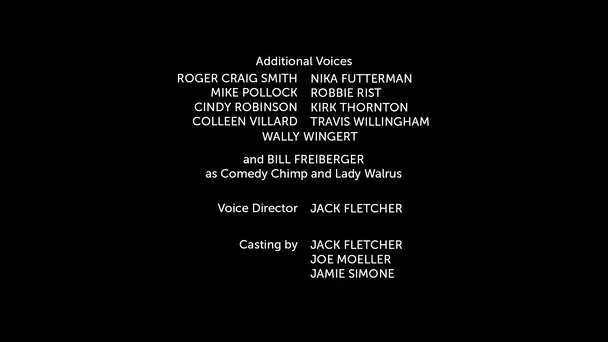 Additional Voices
ROGER CRAIG SMITH NIKA FUTTERMAN
MIKE POLLOCK ROBBIE RIST
CINDY ROBINSON KIRK THORNTON
COLLEEN VILLARD TRAVIS WILLINGHAM
WALLY WINGERT
and BILL FREIBERGER
as Comedy Chimp and Lady Walrus
Voice Director JACK FLETCHER
Casting by JACK FLETCHER
JOE MOELLER
JAMIE SIMONE